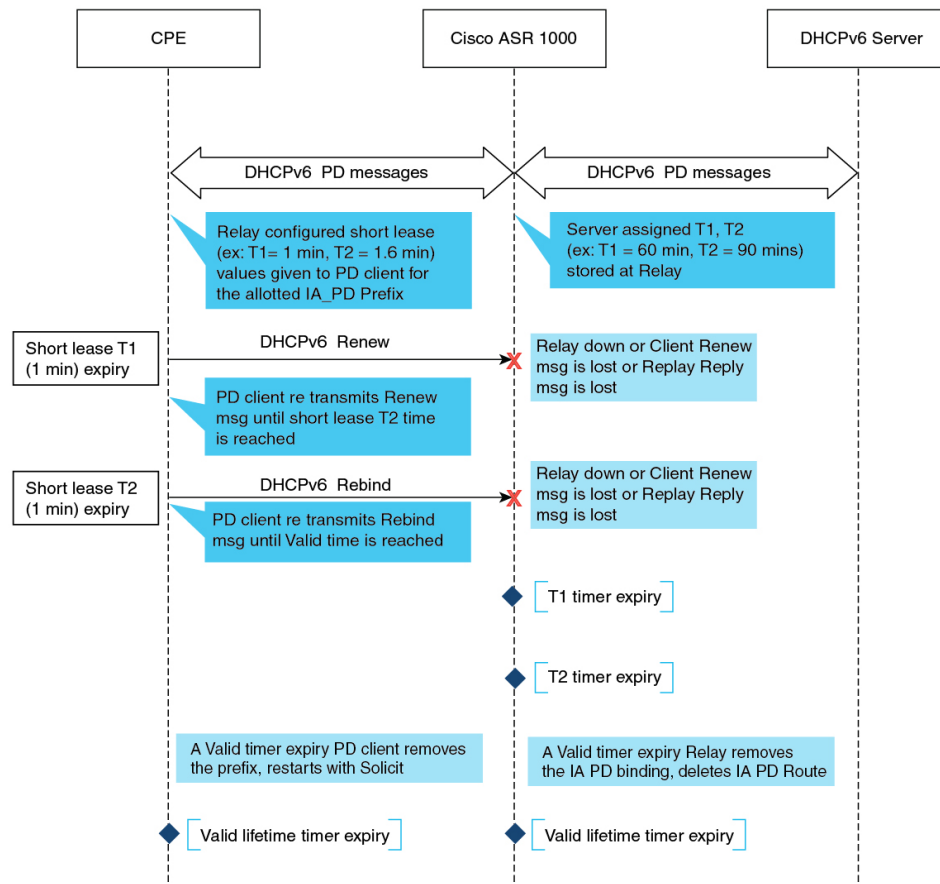 CPE
Cisco ASR 1000
DHCPv6 Server
DHCPv6 PD messages
DHCPv6 PD messages
Relay configured short lease
(ex: T1= 1 min, T2 = 1.6 min)
values given to PD client for
the allotted IA_PD Prefix
Server assigned T1, T2
(ex: T1 = 60 min, T2 = 90 mins)
stored at Relay
Short lease T1
(1 min) expiry
DHCPv6 Renew
Relay down or Client Renew
msg is lost or Replay Reply
msg is lost
PD client re transmits Renew
msg until short lease T2 time
is reached
Short lease T2
(1 min) expiry
DHCPv6 Rebind
Relay down or Client Renew
msg is lost or Replay Reply
msg is lost
PD client re transmits Rebind
msg until Valid time is reached
T1 timer expiry
T2 timer expiry
A Valid timer expiry PD client removes
the prefix, restarts with Solicit
A Valid timer expiry Relay removes
the IA PD binding, deletes IA PD Route
Valid lifetime timer expiry
Valid lifetime timer expiry